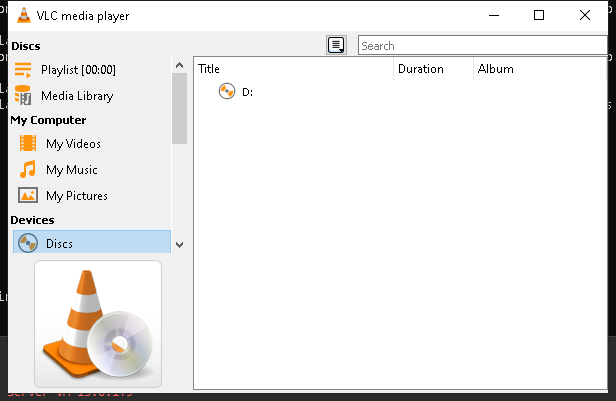 VLC media player
Discs
Search
Playlist [00:00]
Media Library
My Computer
My Videos
My Music
My Pictures
Devices
Discs
Title
Duration
Album
D: